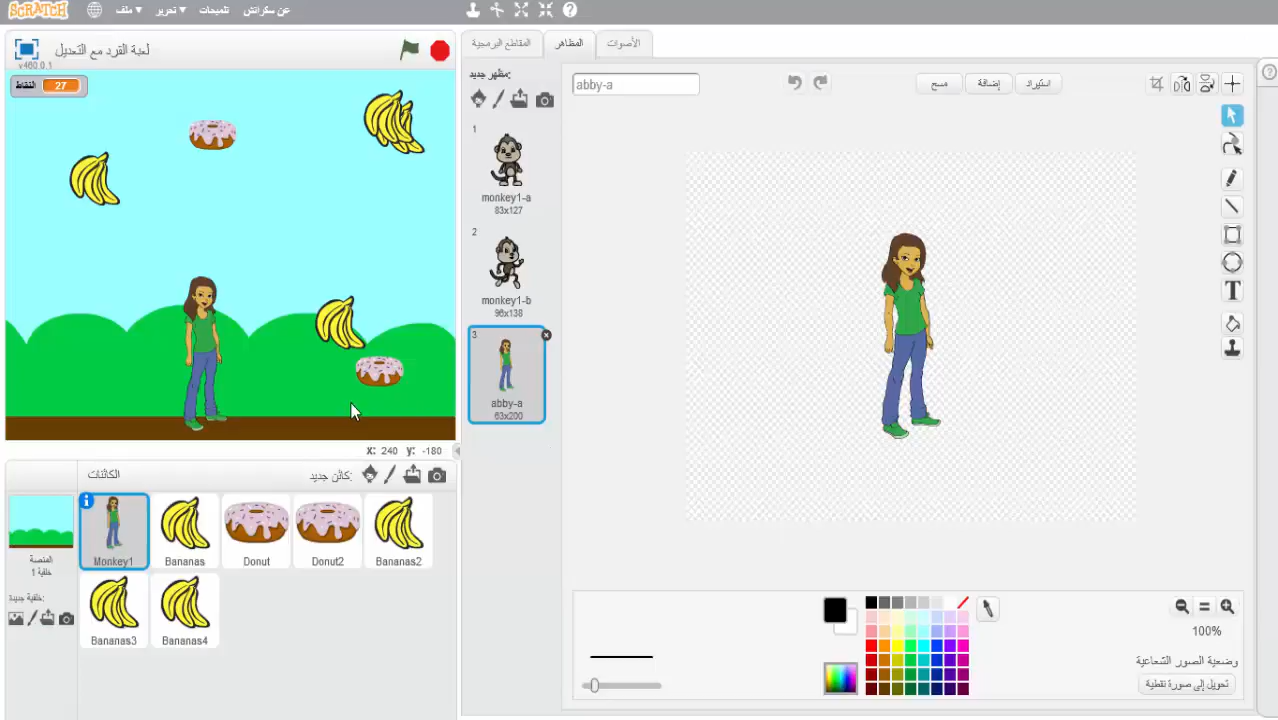 SCRATCH
ملف
تحرير
تلميحات
عن سكراتش
لعبة القرد مع التعديل
v460.0.1
النقاط
27
x: 240 y: -180
الكائنات
كائن جديد:
المنصة
خلفية 1
خلفية جديدة:
Monkey1
Bananas
Donut
Donut2
Bananas2
Bananas3
Bananas4
المقاطع البرمجية
المظاهر
الأصوات
مظهر جديد:
1
monkey1-a
83x127
2
monkey1-b
96x138
3
abby-a
63x200
abby-a
مسح
إضافة
استيراد
T
100%
وضعية الصور الشعاعية
تحويل إلى صورة نقطية